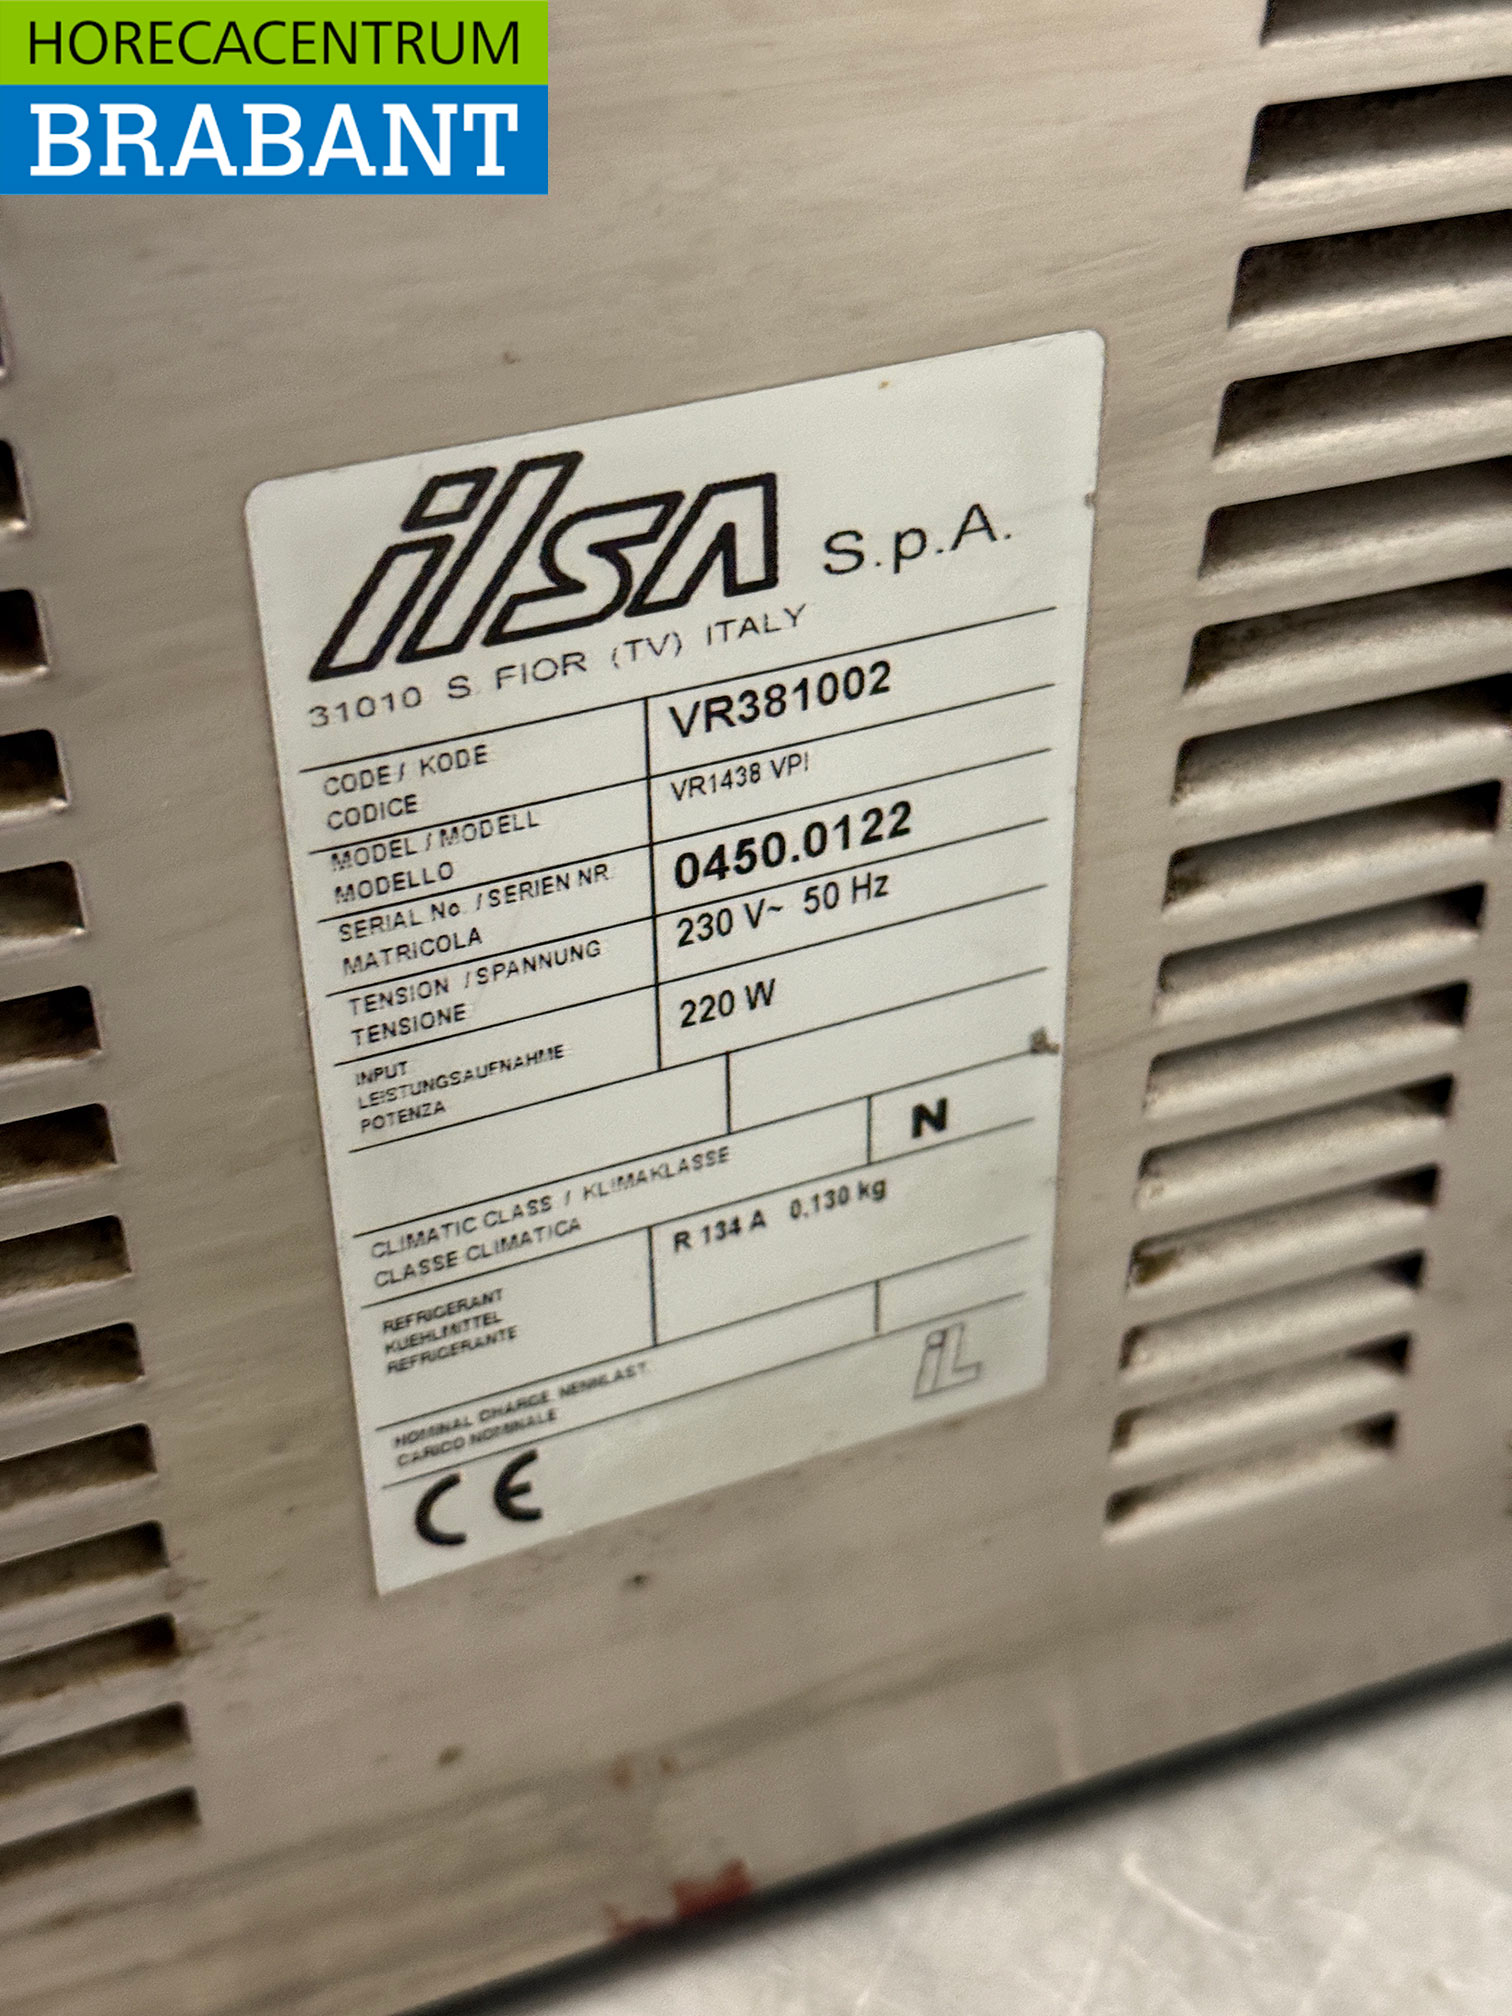 HORECACENTRUM
BRABANT
ilsa S.p.A.
31010 S. FIOR (TV) ITALY
CODE / KODE
CODICE
VR381002
MODEL / MODELL
MODELLO
VR1438 VPI
SERIAL No. / SERIEN NR.
MATRICOLA
0450.0122
TENSION / SPANNUNG
TENSIONE
230 V~ 50 Hz
INPUT
LEISTUNGSAUFNAHME
POTENZA
220 W
CLIMATIC CLASS / KLIMAKLASSE
CLASSE CLIMATICA
N
REFRIGERANT
KUEHLMITTEL
REFRIGERANTE
R 134 A 0.130 kg
NOMINAL CHARGE NENNLAST.
CARICO NOMINALE
iL
CE